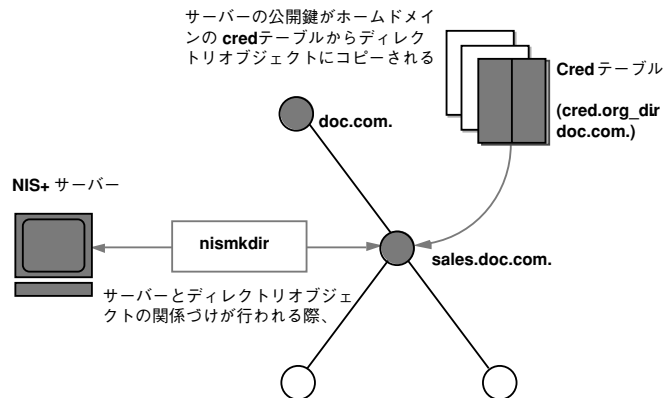 サーバーの公開鍵がホームドメイ
ンの credテーブルからディレク
トリオブジェクトにコピーされる
Cred テーブル
(cred.org_dir
doc.com.)
doc.com.
NIS+ サーバー
nismkdir
sales.doc.com.
サーバーとディレクトリオブジェ
クトの関係づけが行われる際、